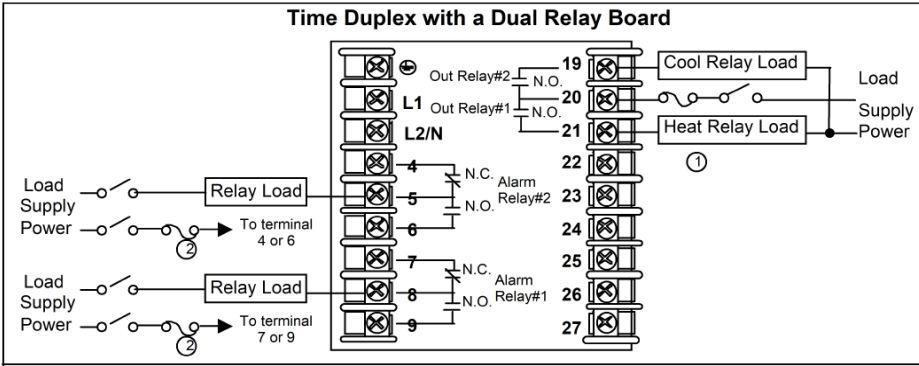 Time Duplex with a Dual Relay Board
L1
L2/N
4
5
6
7
8
9
N.C.
Alarm
Relay#2
N.O.
N.C.
Alarm
Relay#1
N.O.
Out Relay#2
N.O.
Out Relay#1
N.O.
19
20
21
22
23
24
25
26
27
Cool Relay Load
Heat Relay Load
1
Load
Supply
Power
Load
Supply
Power
Relay Load
2
To terminal
4 or 6
Load
Supply
Power
Relay Load
2
To terminal
7 or 9